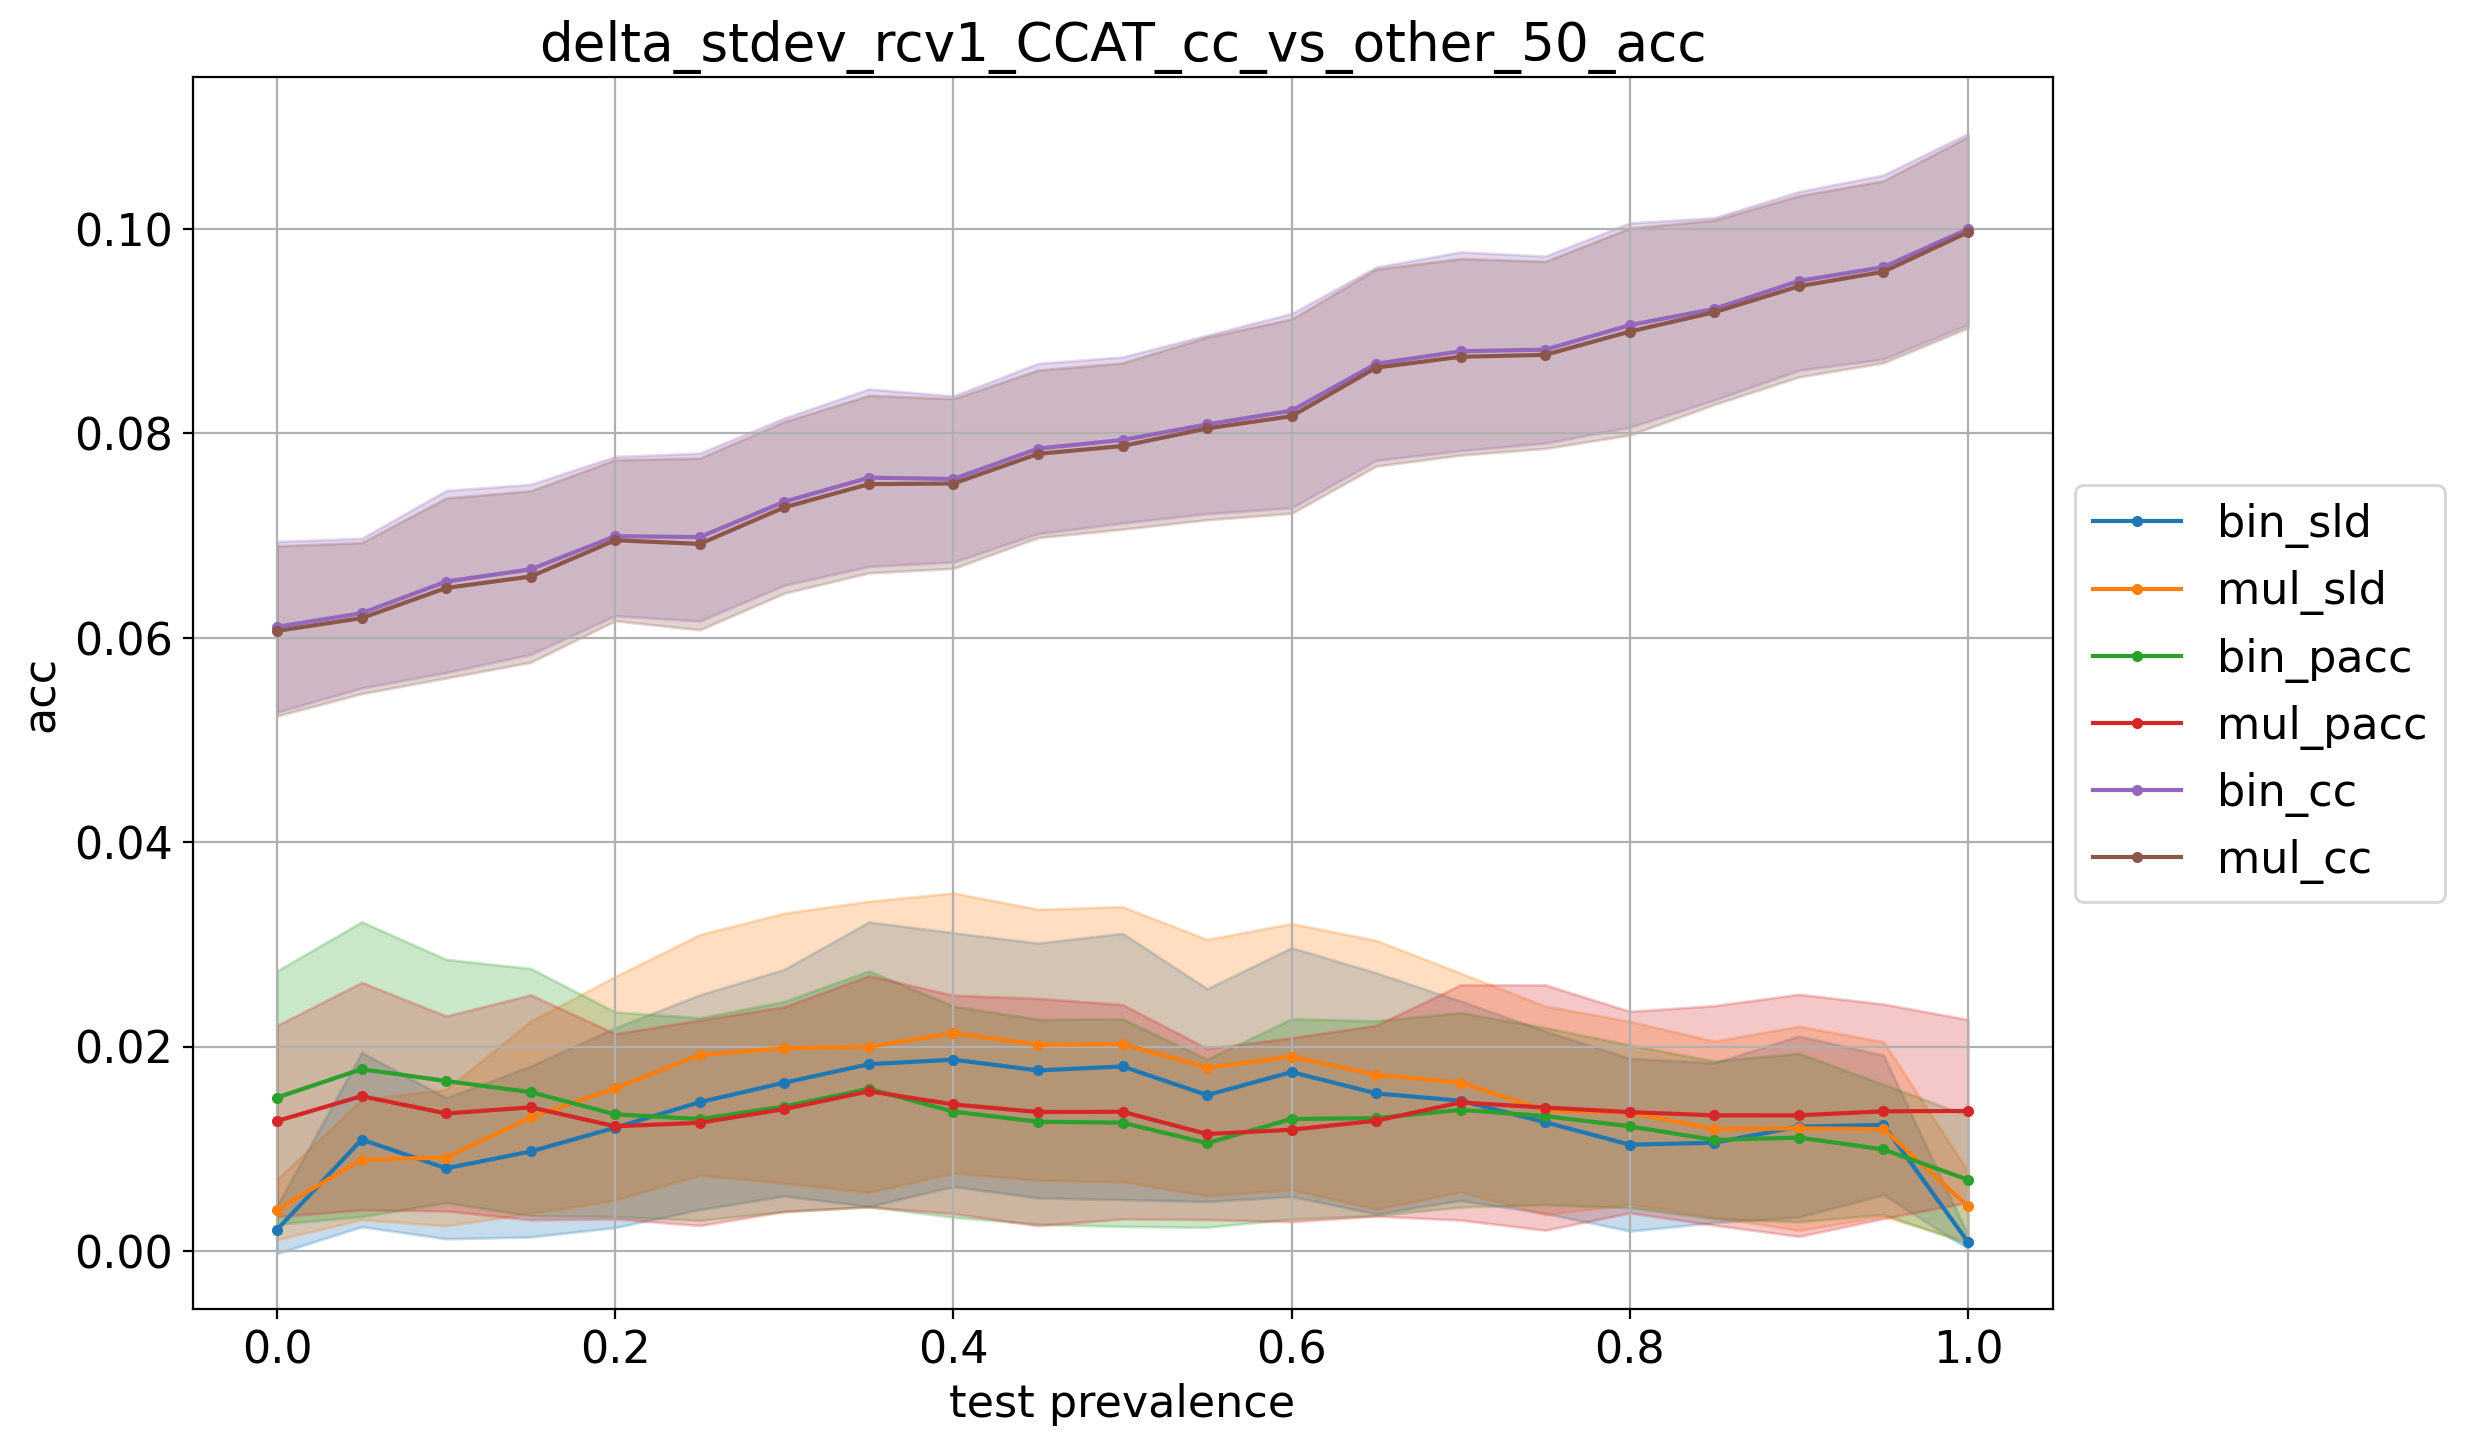 delta_stdev_rcv1_CCAT_cc_vs_other_50_acc
acc
0.10
0.08
0.06
0.04
0.02
0.00
0.0 0.2 0.4 0.6 0.8 1.0
test prevalence
bin_sld
mul_sld
bin_pacc
mul_pacc
bin_cc
mul_cc